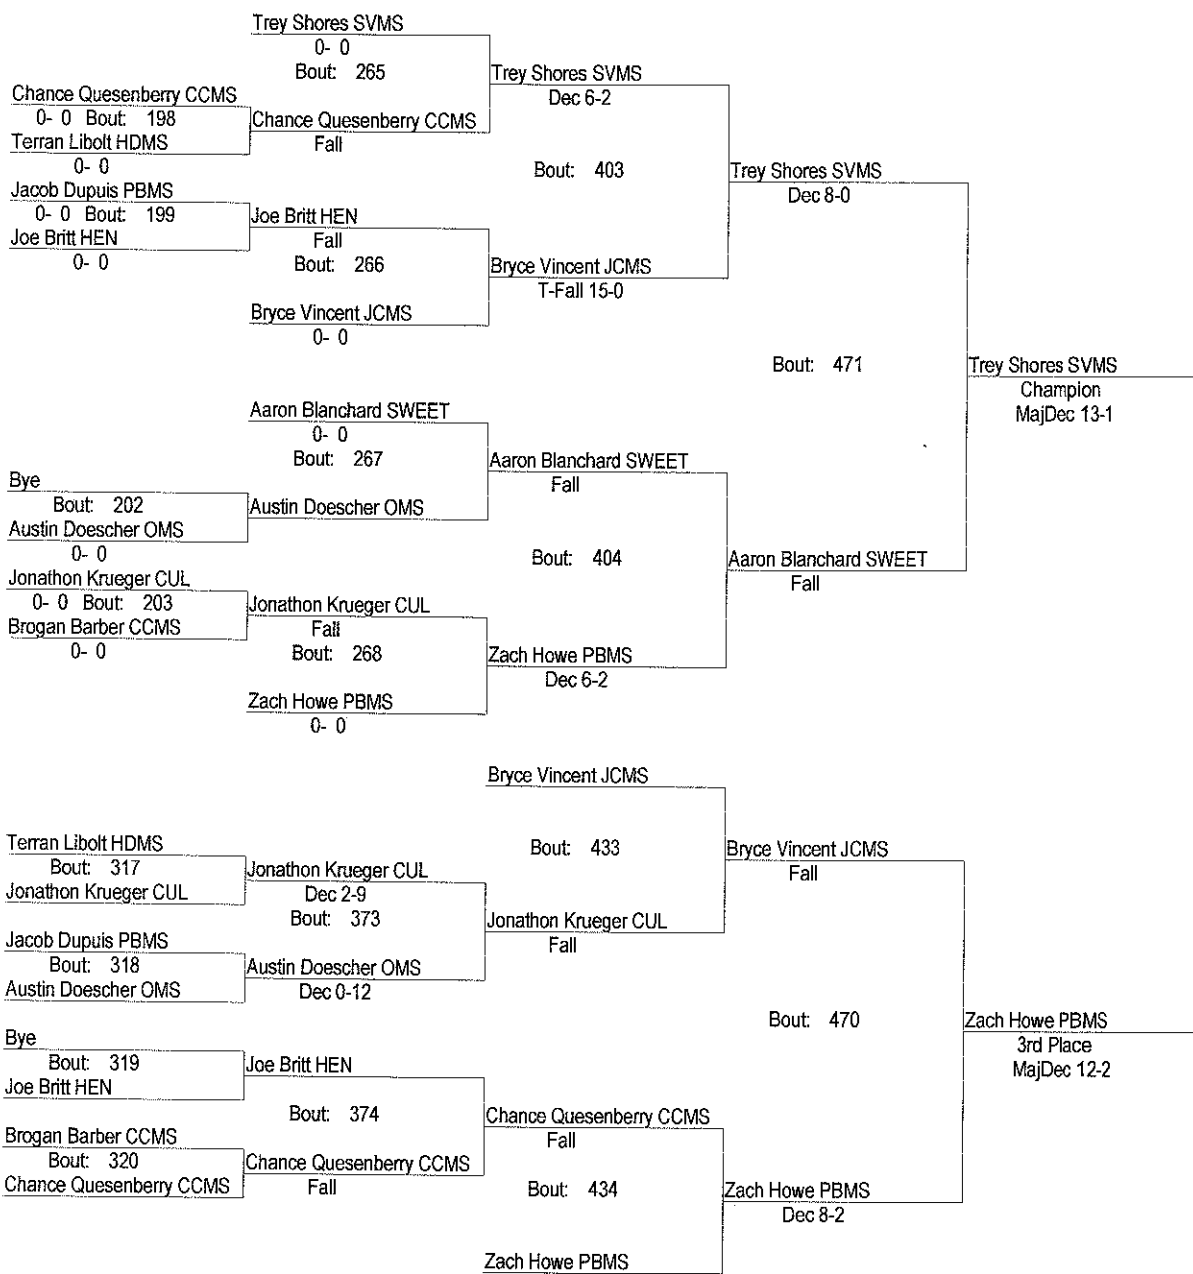 Trey Shores SVMS
0- 0
Bout: 265
Trey Shores SVMS
Dec 6-2
Chance Quesenberry CCMS
0- 0 Bout: 198
Chance Quesenberry CCMS
Fall
Terran Libolt HDMS
0- 0
Bout: 403
Trey Shores SVMS
Dec 8-0
Jacob Dupuis PBMS
0- 0 Bout: 199
Joe Britt HEN
Fall
Joe Britt HEN
0- 0
Bout: 266
Bryce Vincent JCMS
T-Fall 15-0
Bryce Vincent JCMS
0- 0
Bout: 471
Trey Shores SVMS
Champion
MajDec 13-1
Aaron Blanchard SWEET
0- 0
Bout: 267
Aaron Blanchard SWEET
Fall
Bye
Bout: 202
Austin Doescher OMS
Austin Doescher OMS
0- 0
Bout: 404
Aaron Blanchard SWEET
Fall
Jonathon Krueger CUL
0- 0 Bout: 203
Jonathon Krueger CUL
Fall
Brogan Barber CCMS
0- 0
Bout: 268
Zach Howe PBMS
Dec 6-2
Zach Howe PBMS
0- 0
Bryce Vincent JCMS
Bout: 433
Bryce Vincent JCMS
Fall
Terran Libolt HDMS
Bout: 317
Jonathon Krueger CUL
Dec 2-9
Jonathon Krueger CUL
Bout: 373
Jonathon Krueger CUL
Fall
Jacob Dupuis PBMS
Bout: 318
Austin Doescher OMS
Dec 0-12
Austin Doescher OMS
Bout: 470
Zach Howe PBMS
3rd Place
MajDec 12-2
Bye
Bout: 319
Joe Britt HEN
Joe Britt HEN
Bout: 374
Chance Quesenberry CCMS
Fall
Brogan Barber CCMS
Bout: 320
Chance Quesenberry CCMS
Fall
Chance Quesenberry CCMS
Bout: 434
Zach Howe PBMS
Dec 8-2
Zach Howe PBMS